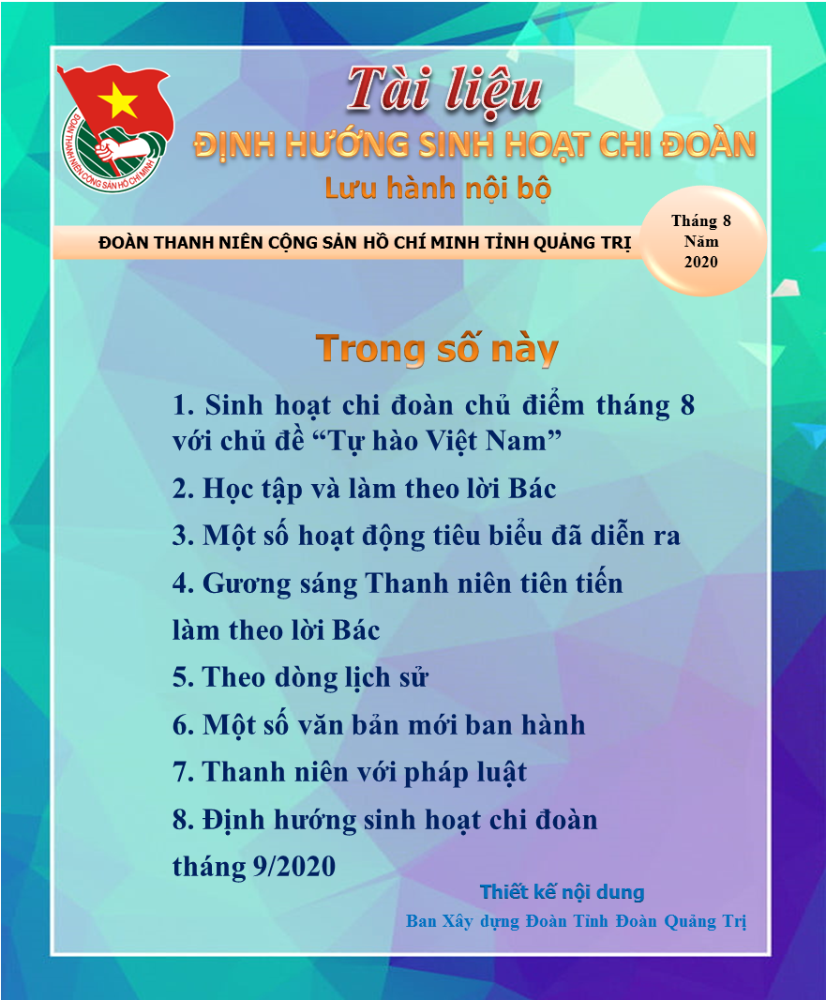 Tài liệu
ĐỊNH HƯỚNG SINH HOẠT CHI ĐOÀN
Lưu hành nội bộ
ĐOÀN THANH NIÊN CỘNG SẢN HỒ CHÍ MINH
ĐOÀN THANH NIÊN CỘNG SẢN HỒ CHÍ MINH TỈNH QUẢNG TRỊ
Tháng 8
Năm
2020
Trong số này
1. Sinh hoạt chi đoàn chủ điểm tháng 8
với chủ đề “Tự hào Việt Nam”
2. Học tập và làm theo lời Bác
3. Một số hoạt động tiêu biểu đã diễn ra
4. Gương sáng Thanh niên tiên tiến
làm theo lời Bác
5. Theo dòng lịch sử
6. Một số văn bản mới ban hành
7. Thanh niên với pháp luật
8. Định hướng sinh hoạt chi đoàn
tháng 9/2020
Thiết kế nội dung
Ban Xây dựng Đoàn Tỉnh Đoàn Quảng Trị